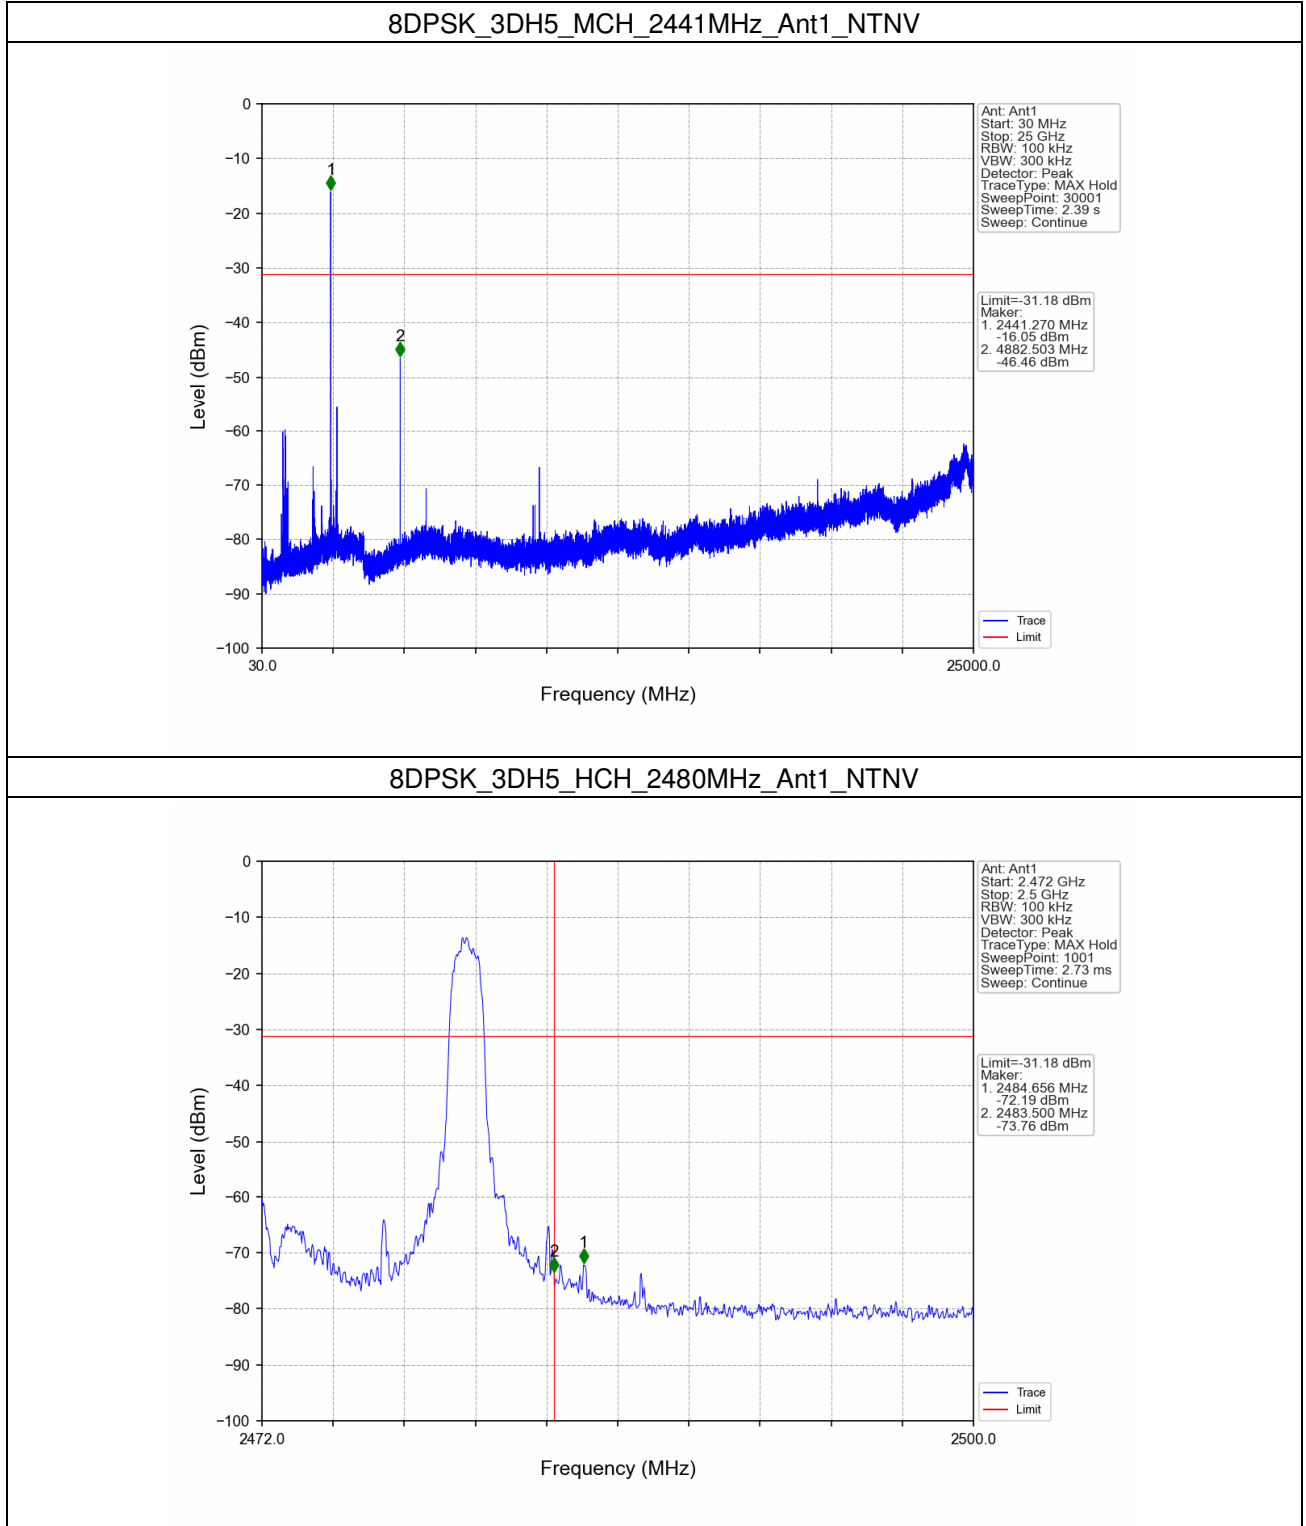 8DPSK_3DH5_MCH_2441MHz_Ant1_NTNV
0
−10
−20
−30
−40
−50
−60
−70
−80
−90
−100
Level (dBm)
1
2
30.0
25000.0
Frequency (MHz)
Ant: Ant1
Start: 30 MHz
Stop: 25 GHz
RBW: 100 kHz
VBW: 300 kHz
Detector: Peak
TraceType: MAX Hold
SweepPoint: 30001
SweepTime: 2.39 s
Sweep: Continue
Limit=-31.18 dBm
Maker:
1. 2441.270 MHz
-16.05 dBm
2. 4882.503 MHz
-46.46 dBm
Trace
Limit
8DPSK_3DH5_HCH_2480MHz_Ant1_NTNV
0
−10
−20
−30
−40
−50
−60
−70
−80
−90
−100
Level (dBm)
2
1
2472.0
2500.0
Frequency (MHz)
Ant: Ant1
Start: 2.472 GHz
Stop: 2.5 GHz
RBW: 100 kHz
VBW: 300 kHz
Detector: Peak
TraceType: MAX Hold
SweepPoint: 1001
SweepTime: 2.73 ms
Sweep: Continue
Limit=-31.18 dBm
Maker:
1. 2484.656 MHz
-72.19 dBm
2. 2483.500 MHz
-73.76 dBm
Trace
Limit